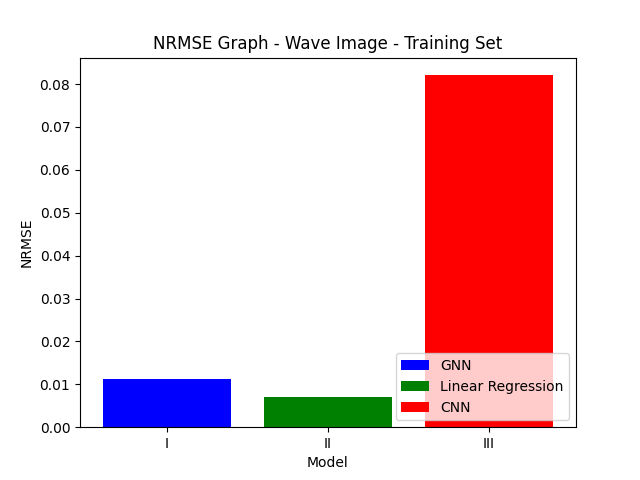 NRMSE Graph - Wave Image - Training Set
0.08
0.07
0.06
0.05
0.04
0.03
0.02
0.01
0.00
NRMSE
GNN
Linear Regression
CNN
I II III
Model